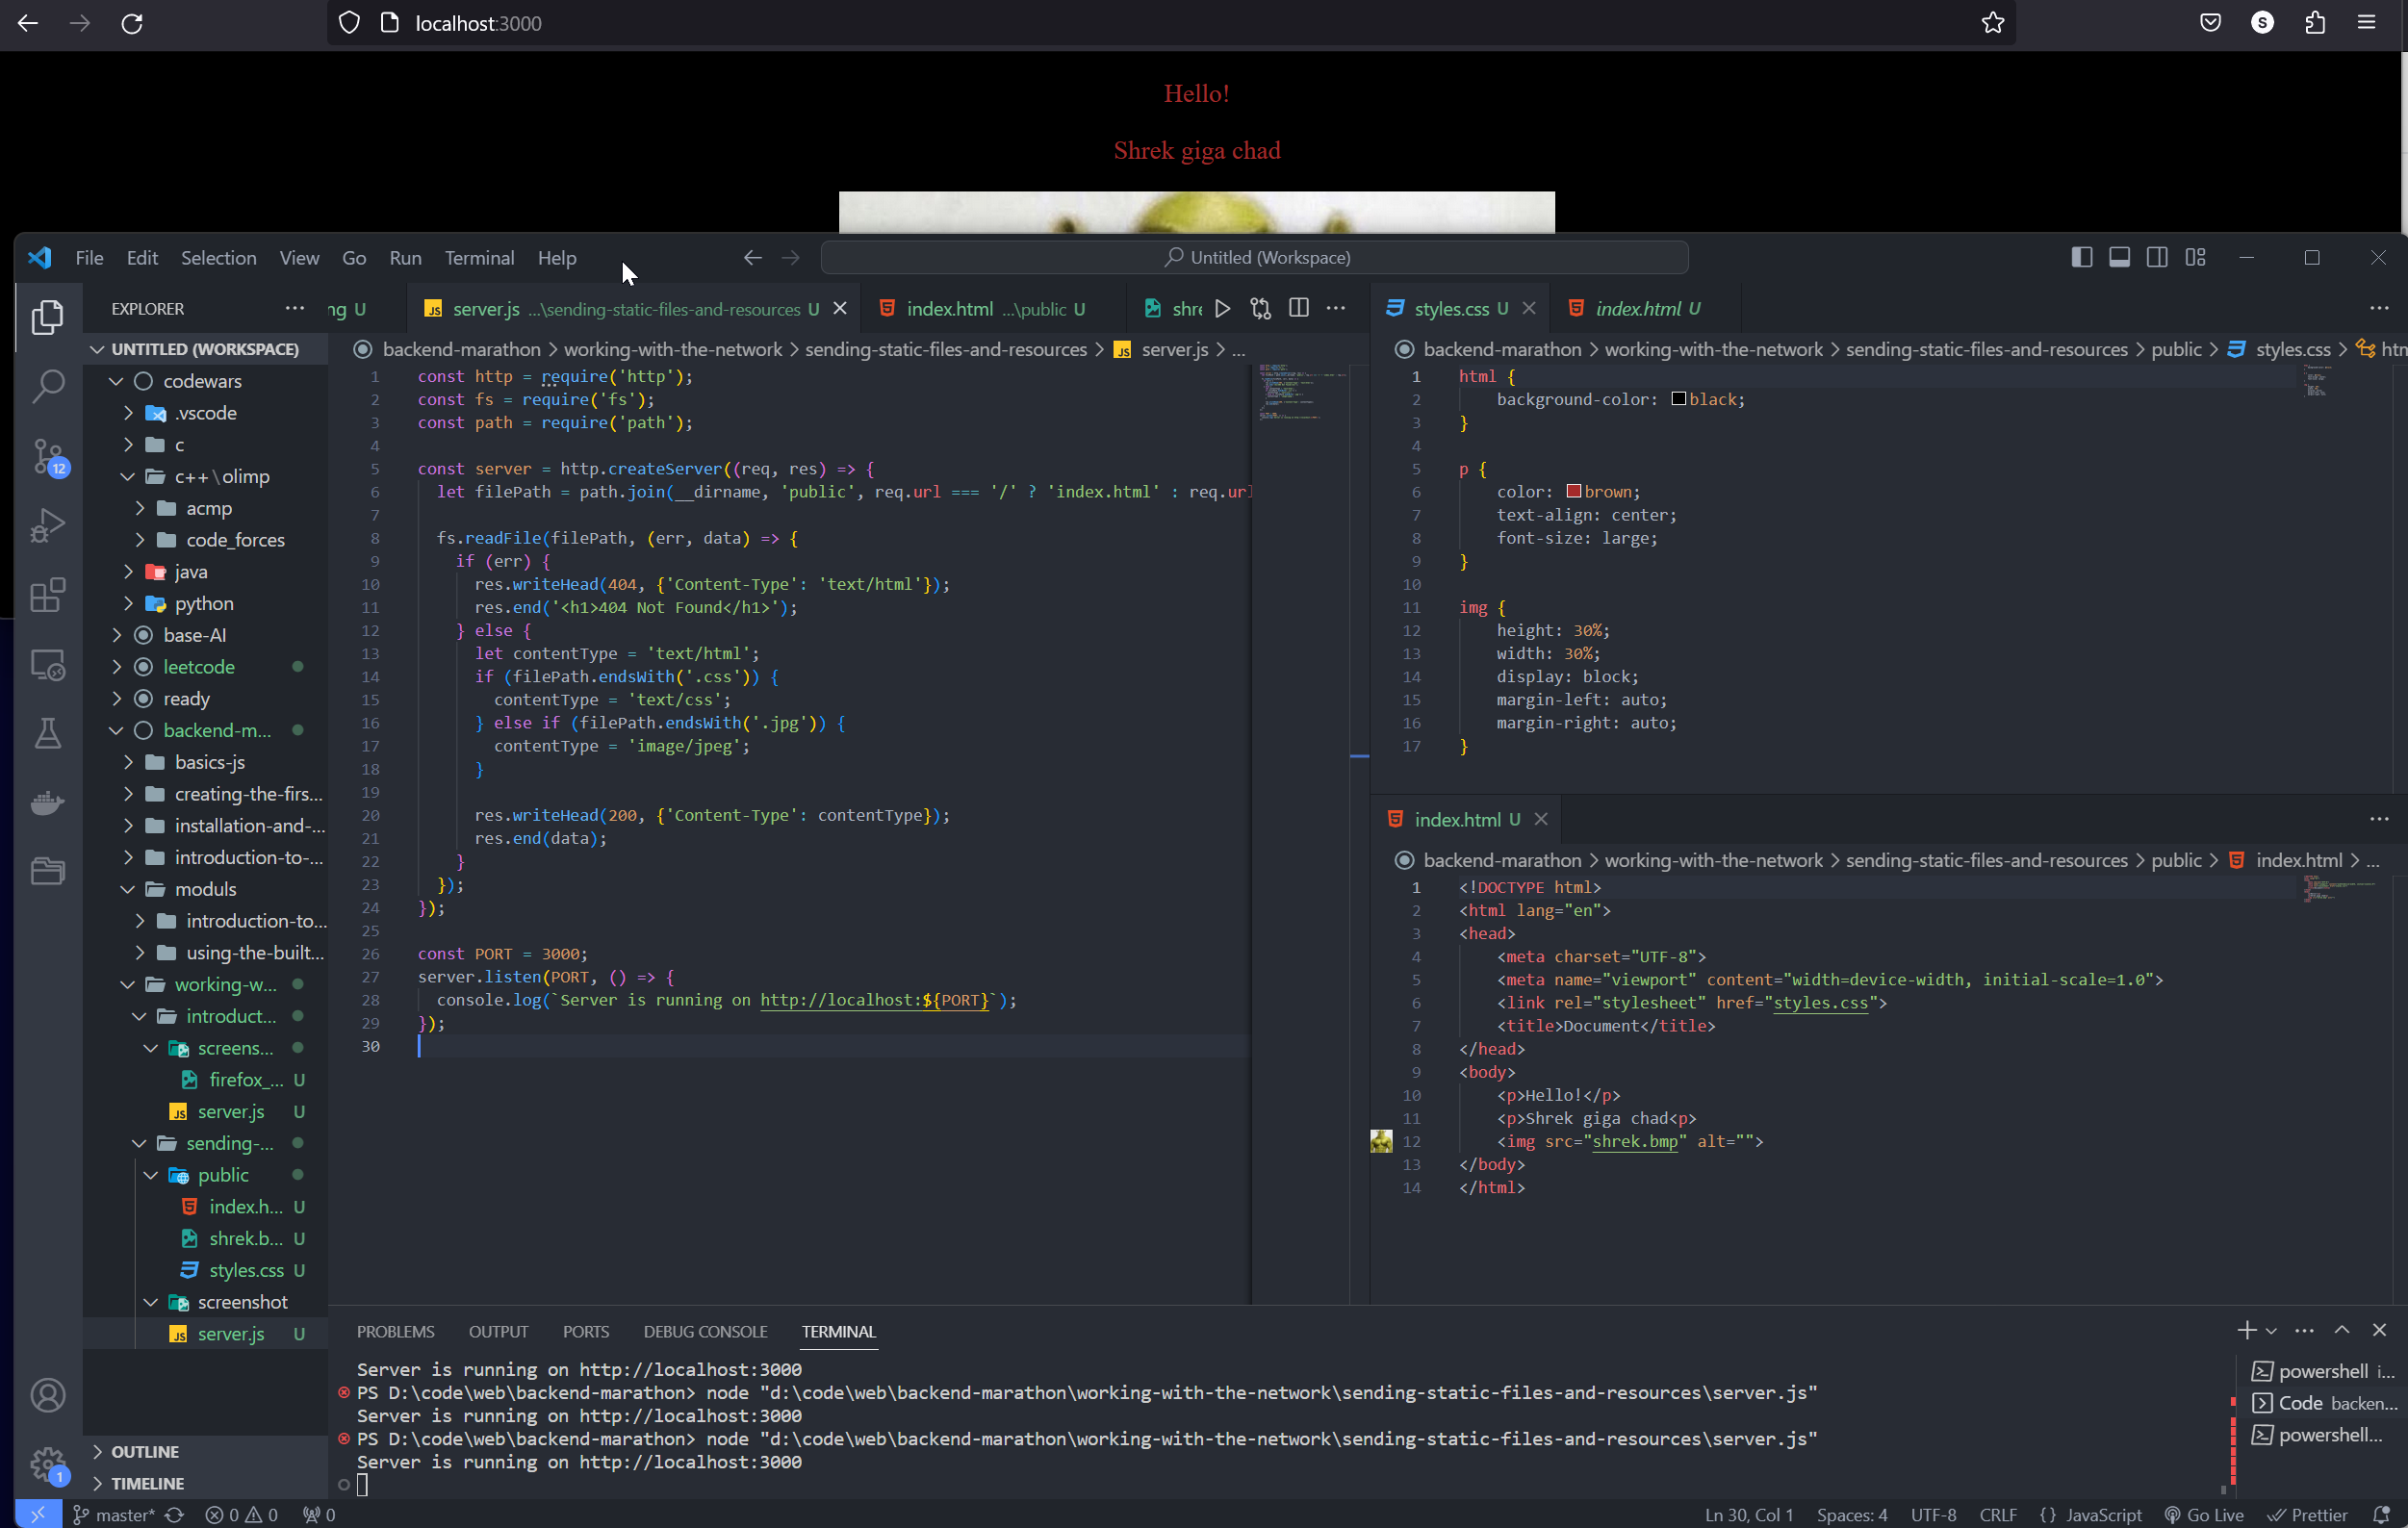 localhost:3000
S
Hello!
Shrek giga chad
File Edit Selection View Go Run Terminal Help
Untitled (Workspace)
EXPLORER
ng U
server.js ...\sending-static-files-and-resources U
index.html ...\public U
shre
styles.css U
index.html U
UNTITLED (WORKSPACE)
codewars
.vscode
c
c++\olimp
acmp
code_forces
java
python
base-AI
leetcode
ready
backend-m...
basics-js
creating-the-firs...
installation-and-...
introduction-to-...
moduls
introduction-to...
using-the-built...
working-w...
introduct...
screens...
firefox_... U
server.js U
sending-...
public
index.h... U
shrek.b... U
styles.css U
screenshot
server.js U
OUTLINE
TIMELINE
12
1
backend-marathon > working-with-the-network > sending-static-files-and-resources > server.js > ...
1 const http = require('http');
2 const fs = require('fs');
3 const path = require('path');
4
5 const server = http.createServer((req, res) => {
6 let filePath = path.join(__dirname, 'public', req.url === '/' ? 'index.html' : req.url
7
8 fs.readFile(filePath, (err, data) => {
9 if (err) {
10 res.writeHead(404, {'Content-Type': 'text/html'});
11 res.end('<h1>404 Not Found</h1>');
12 } else {
13 let contentType = 'text/html';
14 if (filePath.endsWith('.css')) {
15 contentType = 'text/css';
16 } else if (filePath.endsWith('.jpg')) {
17 contentType = 'image/jpeg';
18 }
19
20 res.writeHead(200, {'Content-Type': contentType});
21 res.end(data);
22 }
23 });
24 });
25
26 const PORT = 3000;
27 server.listen(PORT, () => {
28 console.log(`Server is running on http://localhost:${PORT}`);
29 });
30
backend-marathon > working-with-the-network > sending-static-files-and-resources > public > styles.css > htn
1 html {
2 background-color: black;
3 }
4
5 p {
6 color: brown;
7 text-align: center;
8 font-size: large;
9 }
10
11 img {
12 height: 30%;
13 width: 30%;
14 display: block;
15 margin-left: auto;
16 margin-right: auto;
17 }
index.html U
backend-marathon > working-with-the-network > sending-static-files-and-resources > public > index.html > ...
1 <!DOCTYPE html>
2 <html lang="en">
3 <head>
4 <meta charset="UTF-8">
5 <meta name="viewport" content="width=device-width, initial-scale=1.0">
6 <link rel="stylesheet" href="styles.css">
7 <title>Document</title>
8 </head>
9 <body>
10 <p>Hello!</p>
11 <p>Shrek giga chad<p>
12 <img src="shrek.bmp" alt="">
13 </body>
14 </html>
PROBLEMS OUTPUT PORTS DEBUG CONSOLE TERMINAL
Server is running on http://localhost:3000
PS D:\code\web\backend-marathon> node "d:\code\web\backend-marathon\working-with-the-network\sending-static-files-and-resources\server.js"
Server is running on http://localhost:3000
PS D:\code\web\backend-marathon> node "d:\code\web\backend-marathon\working-with-the-network\sending-static-files-and-resources\server.js"
Server is running on http://localhost:3000
powershell i...
Code backen...
powershell...
master* 0 0 0
Ln 30, Col 1 Spaces: 4 UTF-8 CRLF {} JavaScript Go Live Prettier